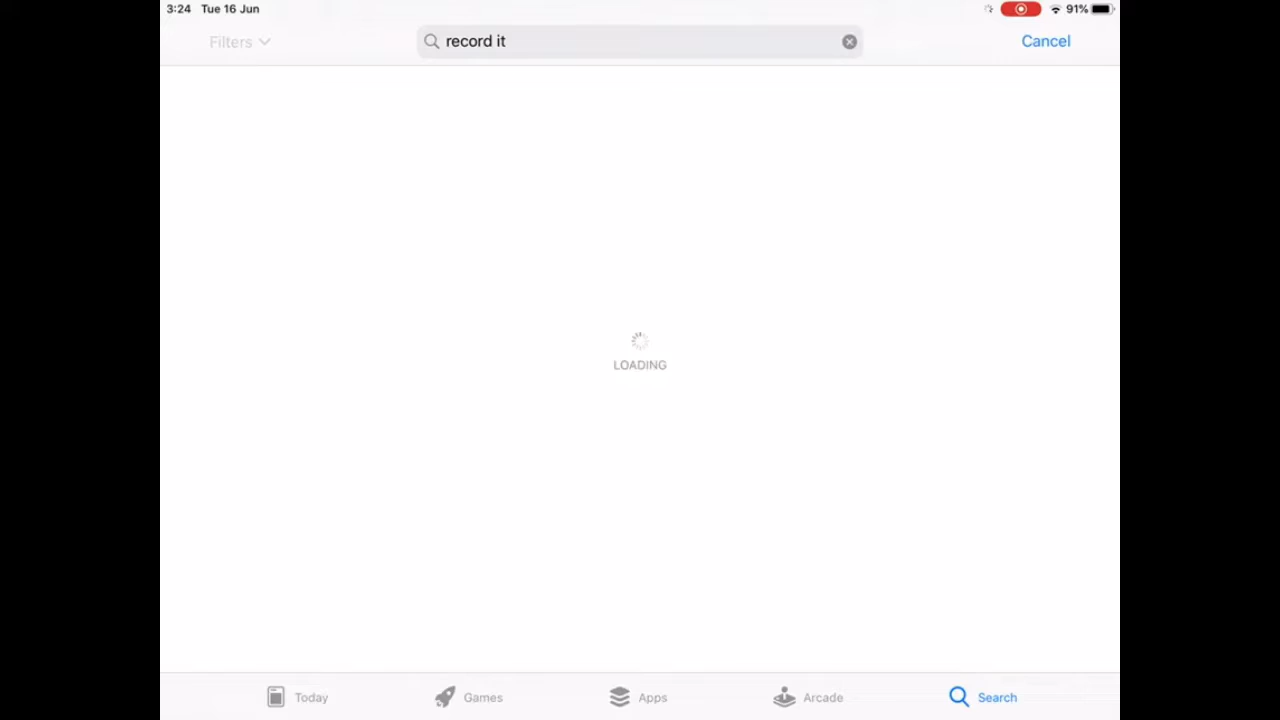 3:24 Tue 16 Jun 91%
Filters record it Cancel
LOADING
Today Games Apps Arcade Search